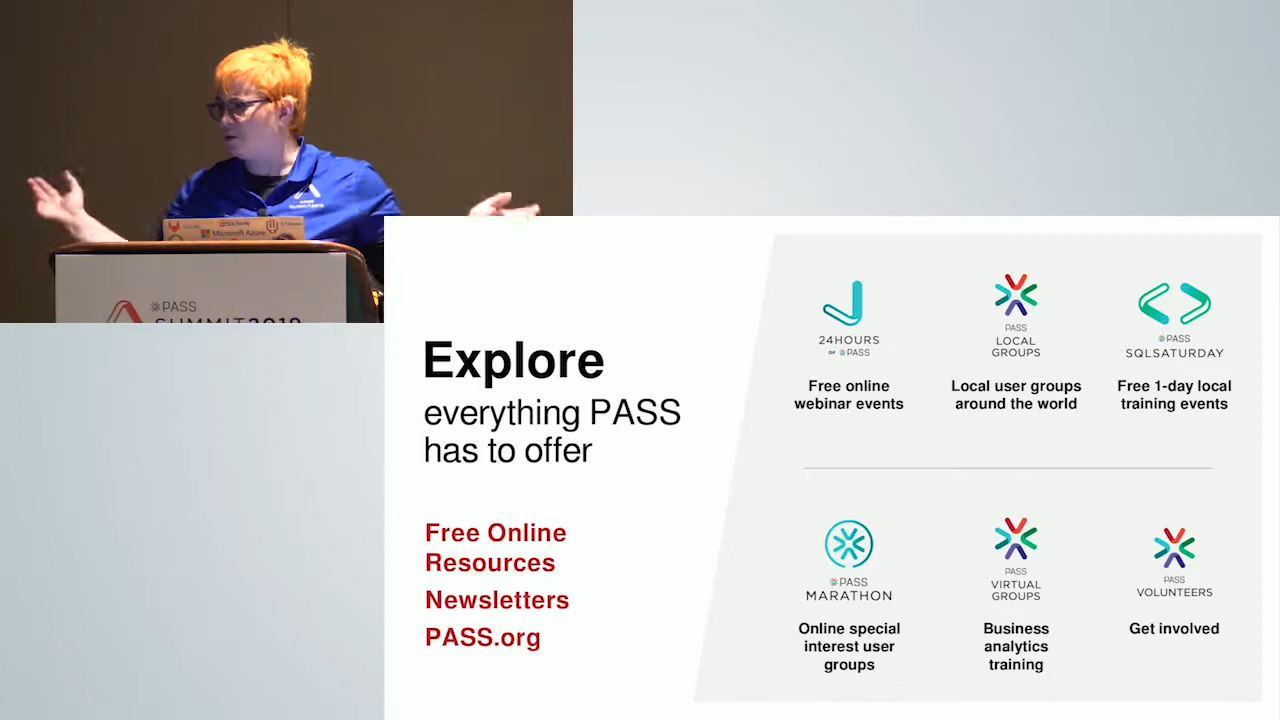 Microsoft Azure
PASS
SUMMIT2019
Explore
everything PASS
has to offer
Free Online
Resources
Newsletters
PASS.org
24HOURS
OF PASS
Free online
webinar events
PASS
LOCAL
GROUPS
Local user groups
around the world
PASS
SQLSATURDAY
Free 1-day local
training events
PASS
MARATHON
Online special
interest user
groups
PASS
VIRTUAL
GROUPS
Business
analytics
training
PASS
VOLUNTEERS
Get involved